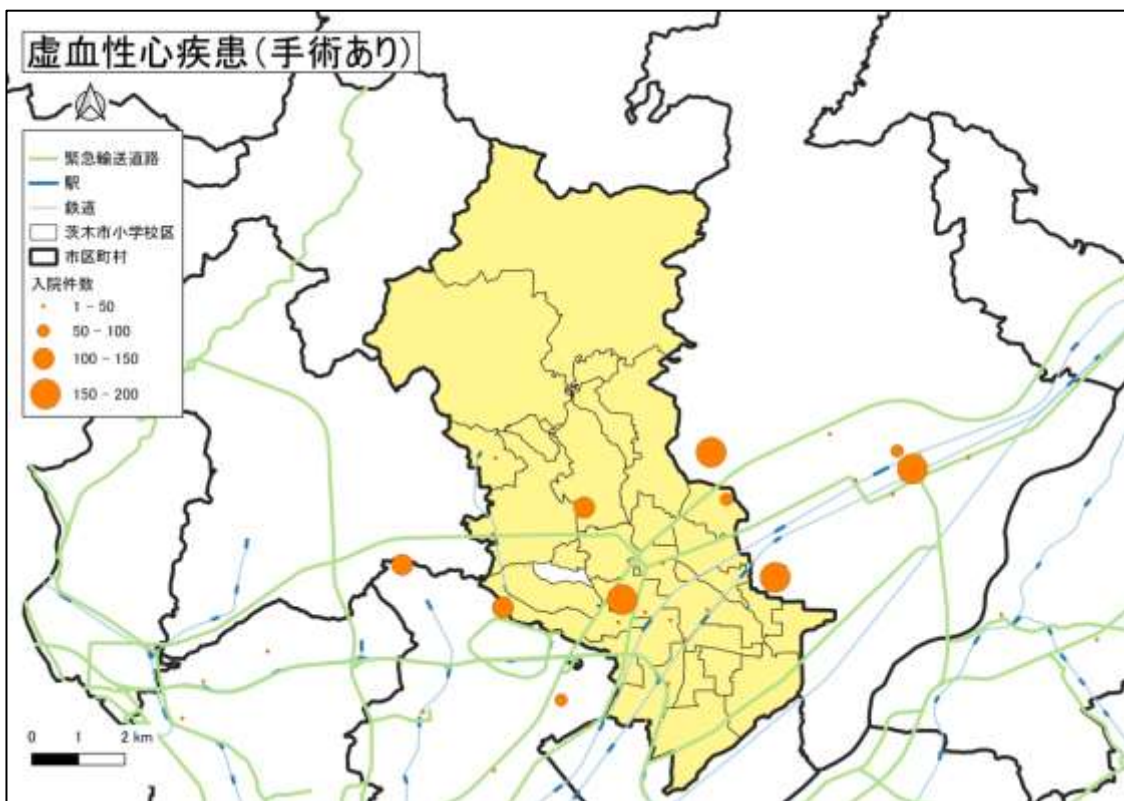 虚血性心疾患(手術あり)
緊急輸送道路
駅
鉄道
茨木市小学校区
市区町村
入院件数
1 - 50
50 - 100
100 - 150
150 - 200
0 1 2 km